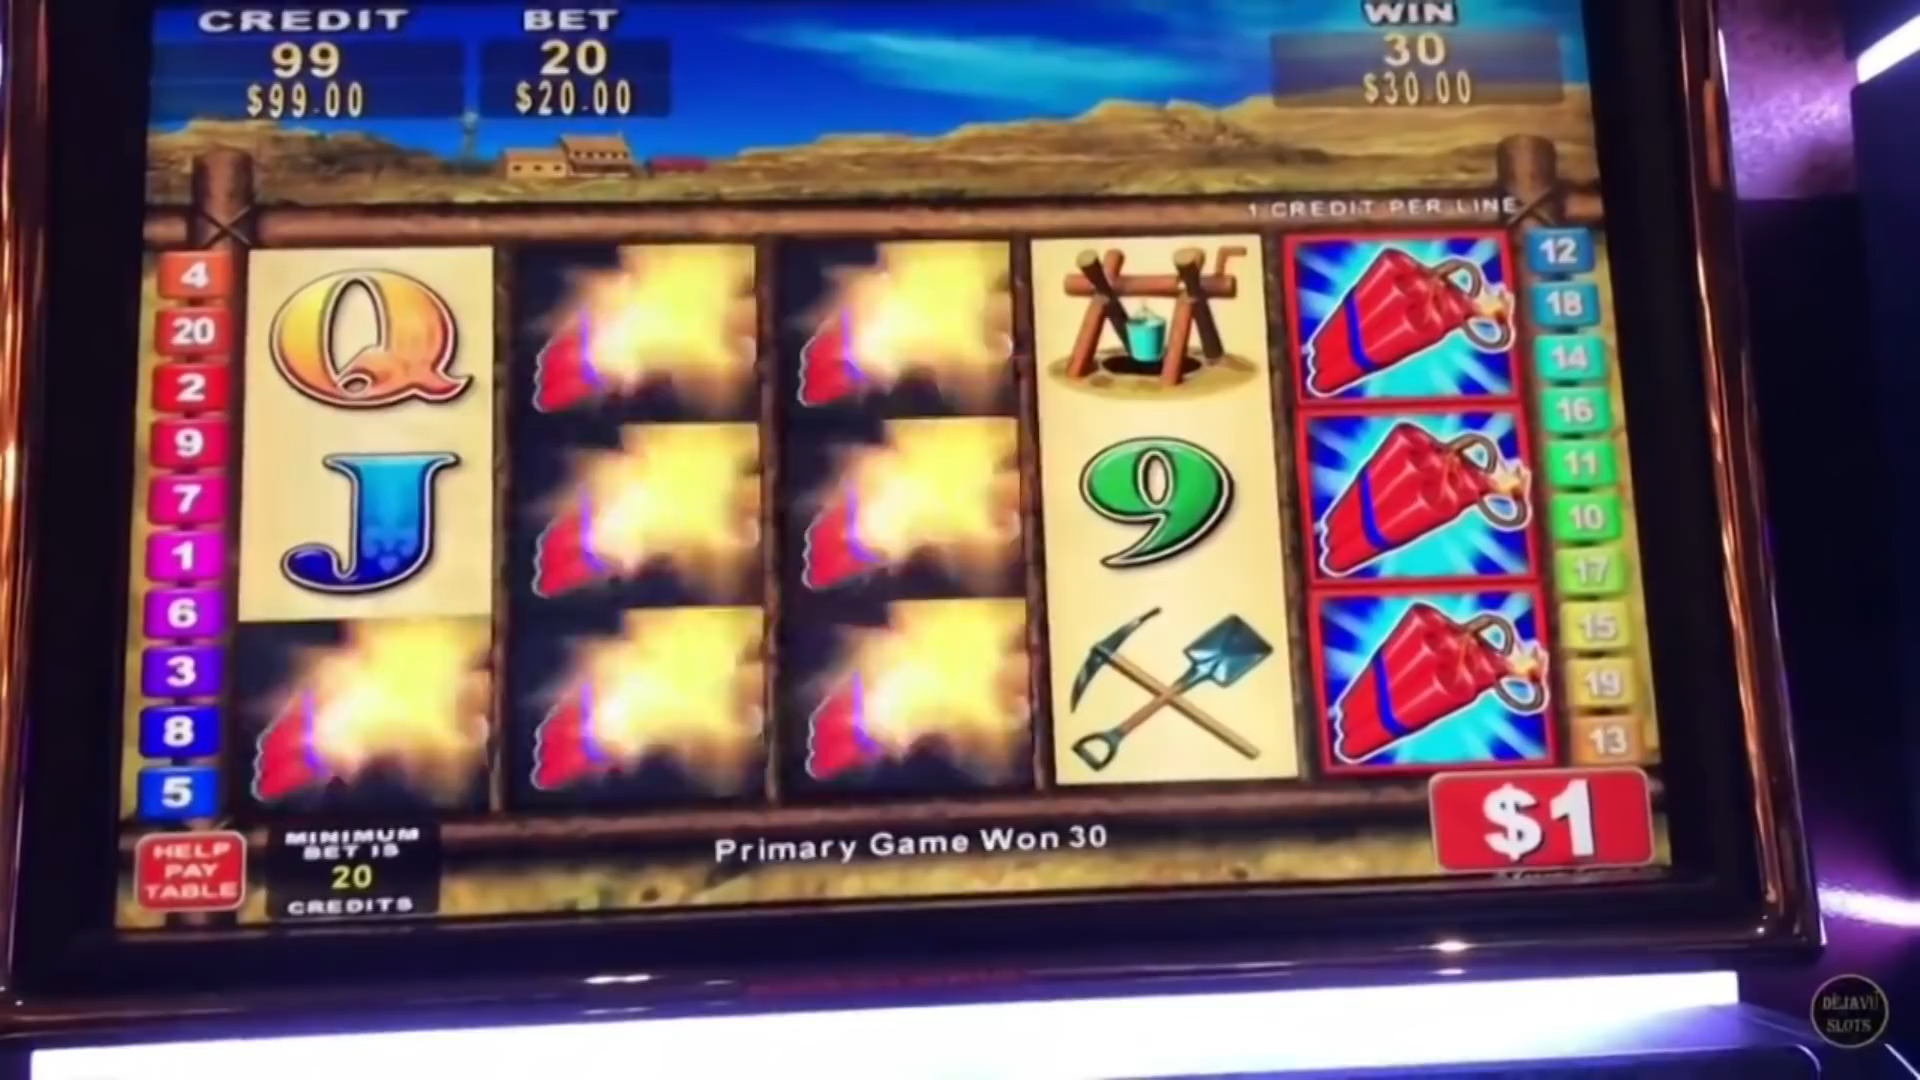 CREDIT BET WIN
99 20 30
$99.00 $20.00 $30.00
1 CREDIT PER LINE
4 12
20 18
2 14
9 16
7 11
1 10
6 17
3 15
8 19
5 13
Q
J
9
$1
HELP
PAY
TABLE
MINIMUM
BET IS
20
CREDITS
Primary Game Won 30
DEJAVU
SLOTS